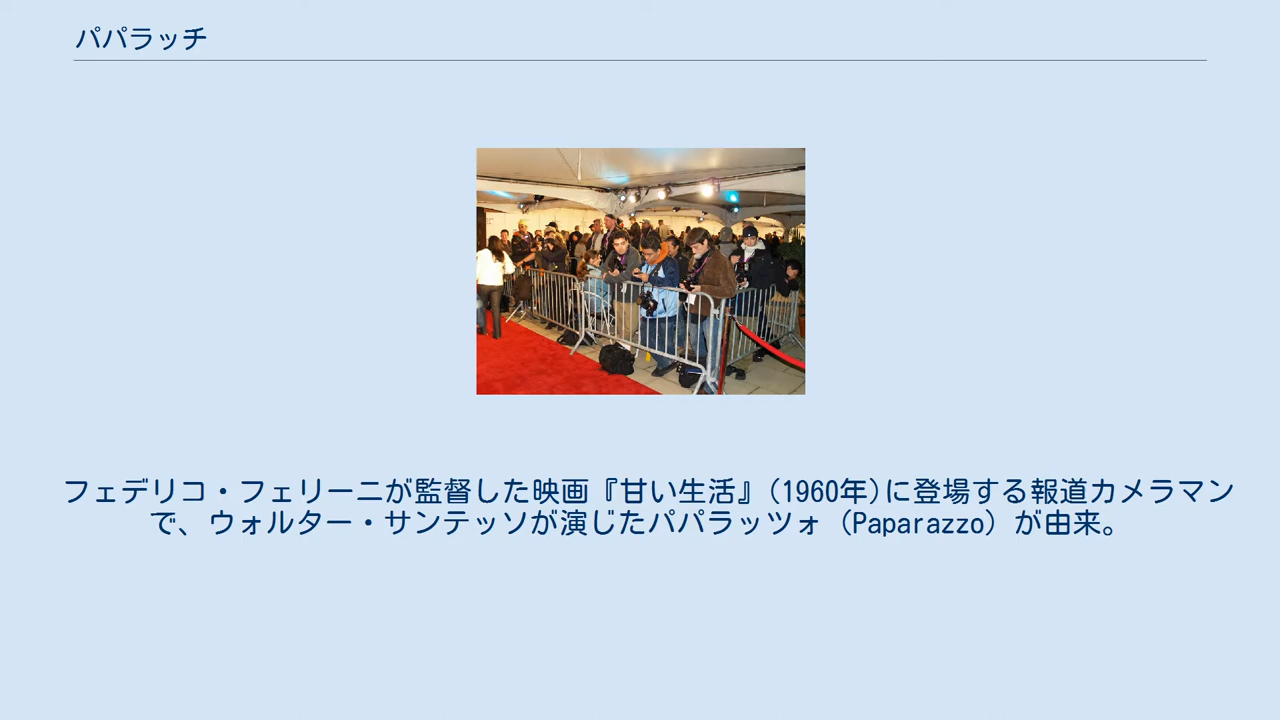 パパラッチ
フェデリコ・フェリーニが監督した映画『甘い生活』(1960年)に登場する報道カメラマン
で、ウォルター・サンテッソが演じたパパラッツォ（Paparazzo）が由来。